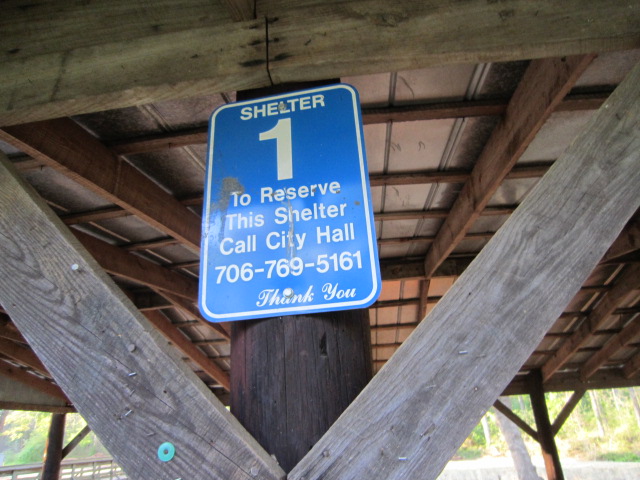 SHELTER
1
To Reserve
This Shelter
Call City Hall
706-769-5161
Thank You